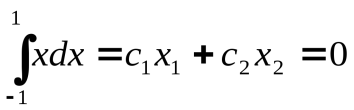 ∫₋₁¹ xdx = c₁x₁ + c₂x₂ = 0